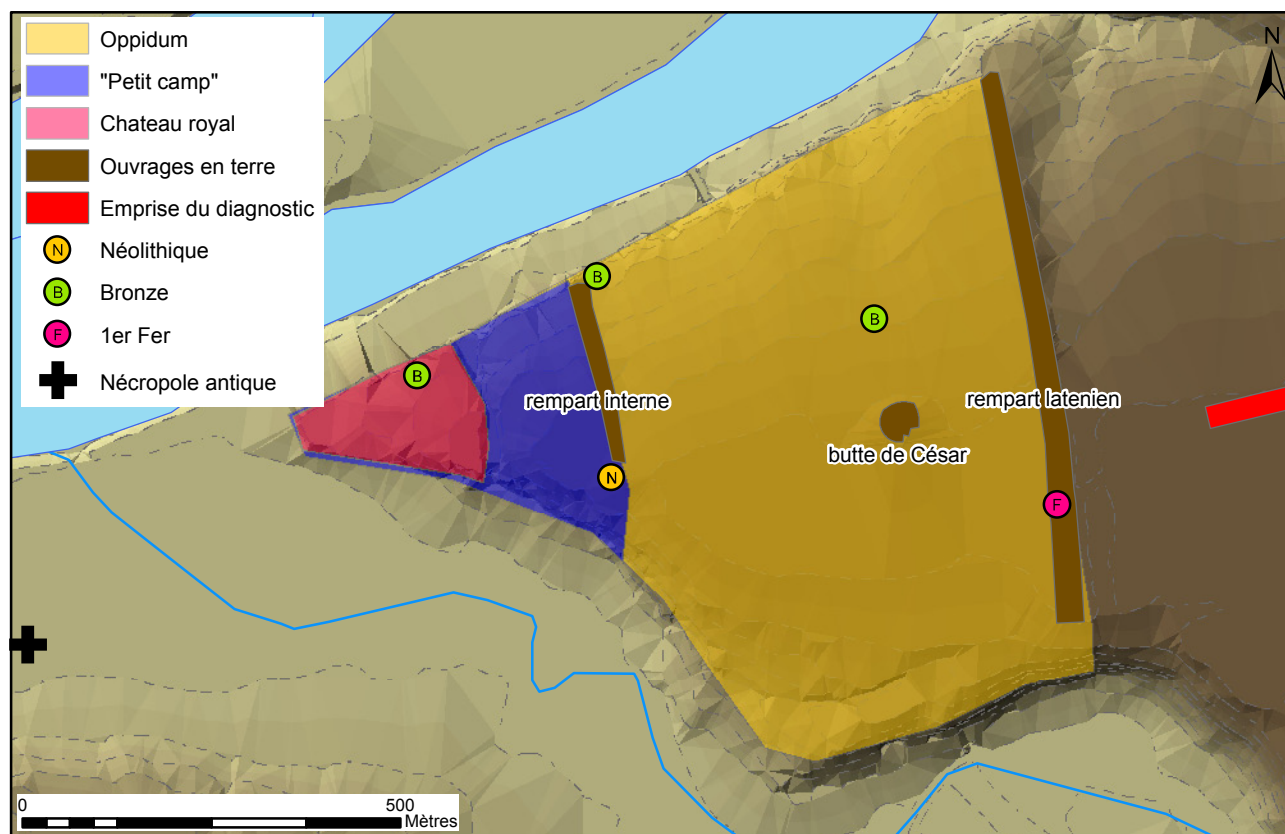 Oppidum
"Petit camp"
Chateau royal
Ouvrages en terre
Emprise du diagnostic
N Néolithique
B Bronze
F 1er Fer
Nécropole antique
N
B
B
B
rempart interne
rempart latenien
butte de César
N
F
0 500
Mètres